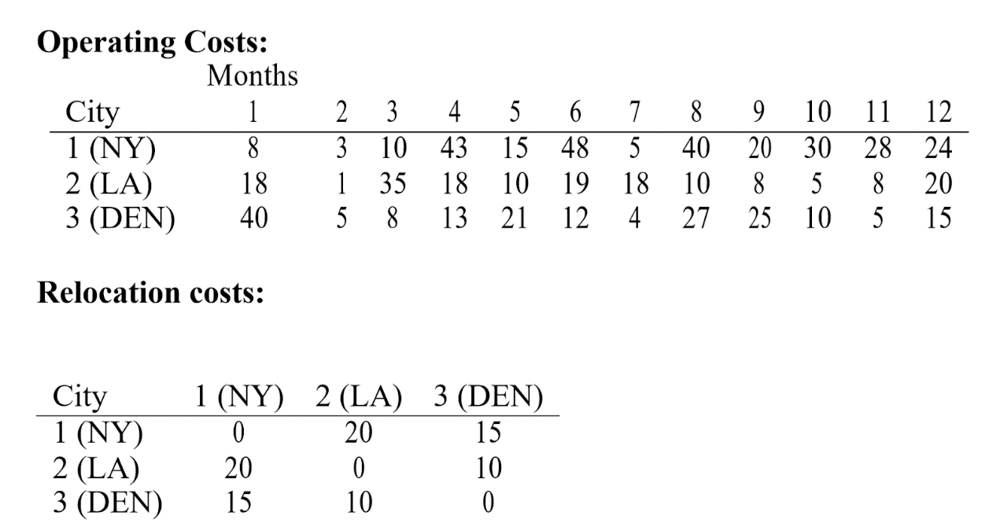 Operating Costs:
Months
City 1 2 3 4 5 6 7 8 9 10 11 12
1 (NY) 8 3 10 43 15 48 5 40 20 30 28 24
2 (LA) 18 1 35 18 10 19 18 10 8 5 8 20
3 (DEN) 40 5 8 13 21 12 4 27 25 10 5 15
Relocation costs:
City 1 (NY) 2 (LA) 3 (DEN)
1 (NY) 0 20 15
2 (LA) 20 0 10
3 (DEN) 15 10 0